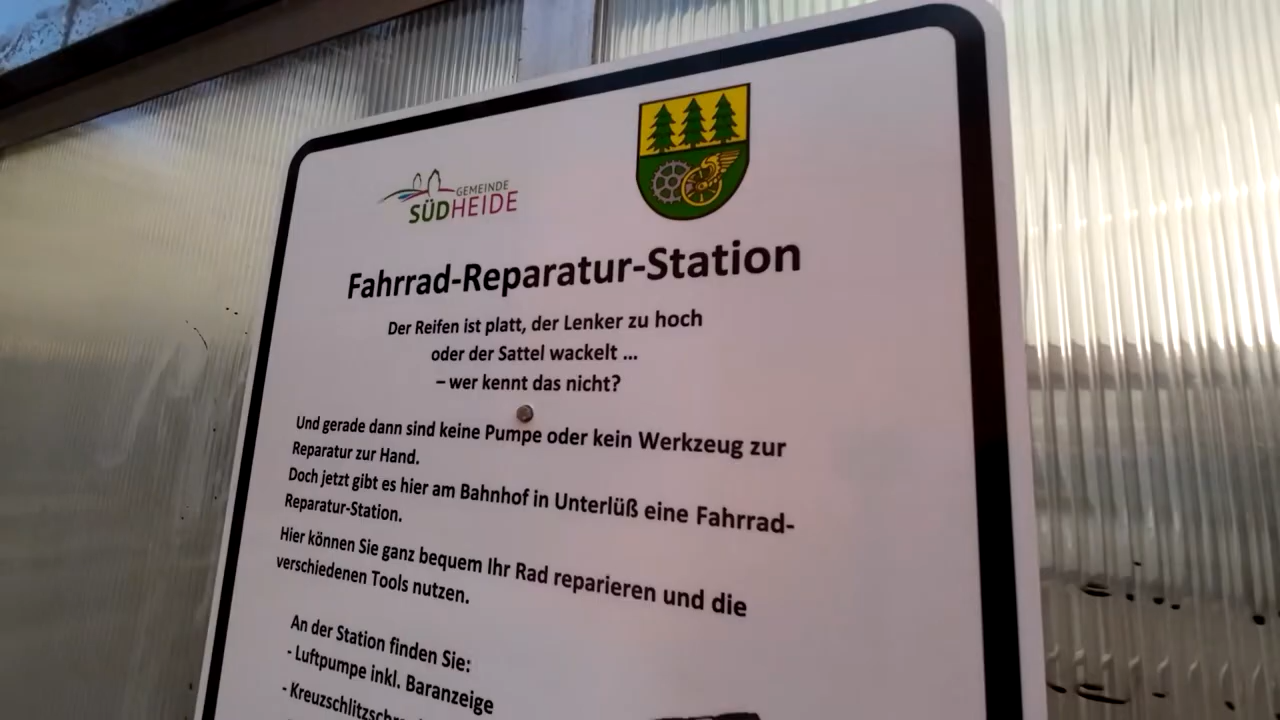 GEMEINDE
SÜDHEIDE
Fahrrad-Reparatur-Station
Der Reifen ist platt, der Lenker zu hoch
oder der Sattel wackelt ...
– wer kennt das nicht?
Und gerade dann sind keine Pumpe oder kein Werkzeug zur
Reparatur zur Hand.
Doch jetzt gibt es hier am Bahnhof in Unterlüß eine Fahrrad-
Reparatur-Station.
Hier können Sie ganz bequem Ihr Rad reparieren und die
verschiedenen Tools nutzen.
An der Station finden Sie:
- Luftpumpe inkl. Baranzeige